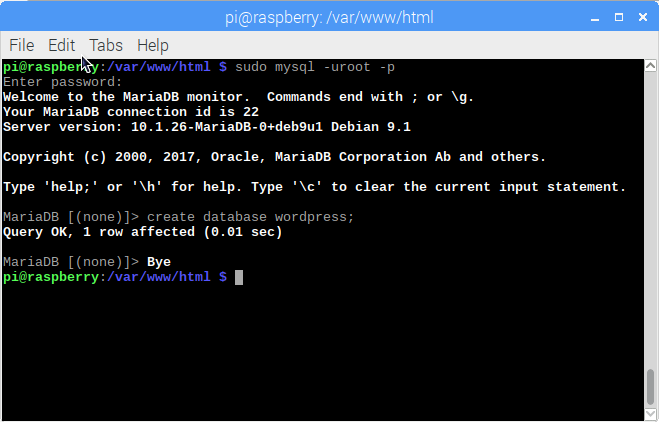 pi@raspberry: /var/www/html
File Edit Tabs Help
pi@raspberry:/var/www/html $ sudo mysql -uroot -p
Enter password:
Welcome to the MariaDB monitor.  Commands end with ; or \g.
Your MariaDB connection id is 22
Server version: 10.1.26-MariaDB-0+deb9u1 Debian 9.1
Copyright (c) 2000, 2017, Oracle, MariaDB Corporation Ab and others.
Type 'help;' or '\h' for help. Type '\c' to clear the current input statement.
MariaDB [(none)]> create database wordpress;
Query OK, 1 row affected (0.01 sec)
MariaDB [(none)]> Bye
pi@raspberry:/var/www/html $